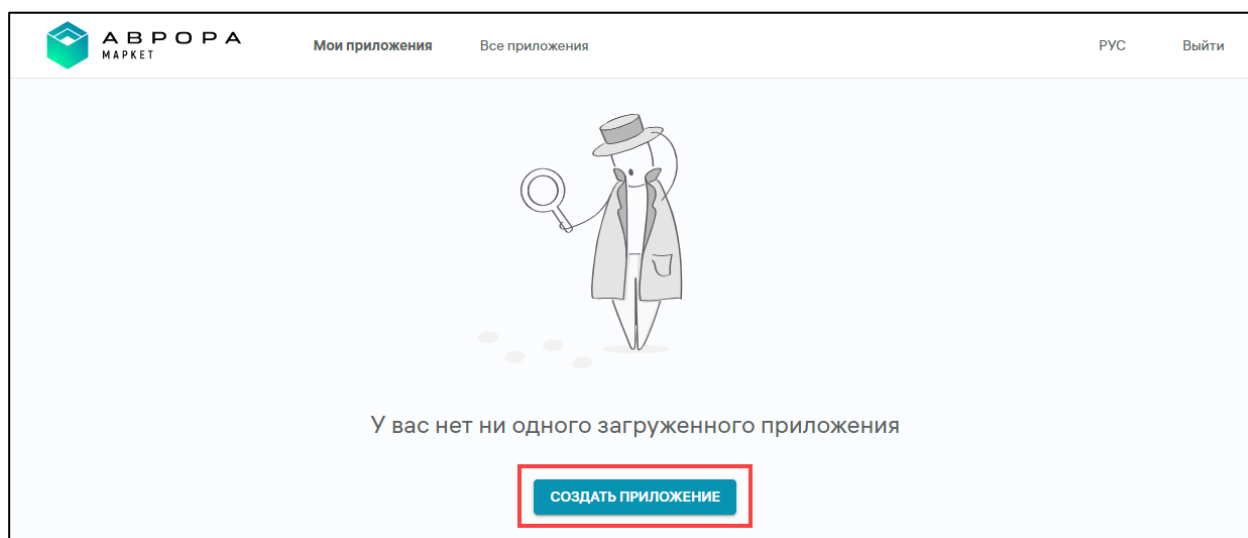 АВРОРА
МАРКЕТ
Мои приложения
Все приложения
РУС
Выйти
У вас нет ни одного загруженного приложения
СОЗДАТЬ ПРИЛОЖЕНИЕ